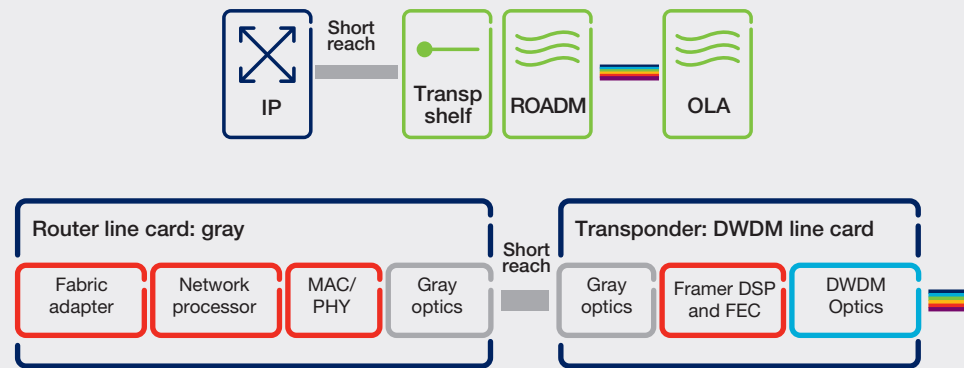 Short
reach
IP
Transp
shelf
ROADM
OLA
Router line card: gray
Fabric
adapter
Network
processor
MAC/
PHY
Gray
optics
Short
reach
Transponder: DWDM line card
Gray
optics
Framer DSP
and FEC
DWDM
Optics